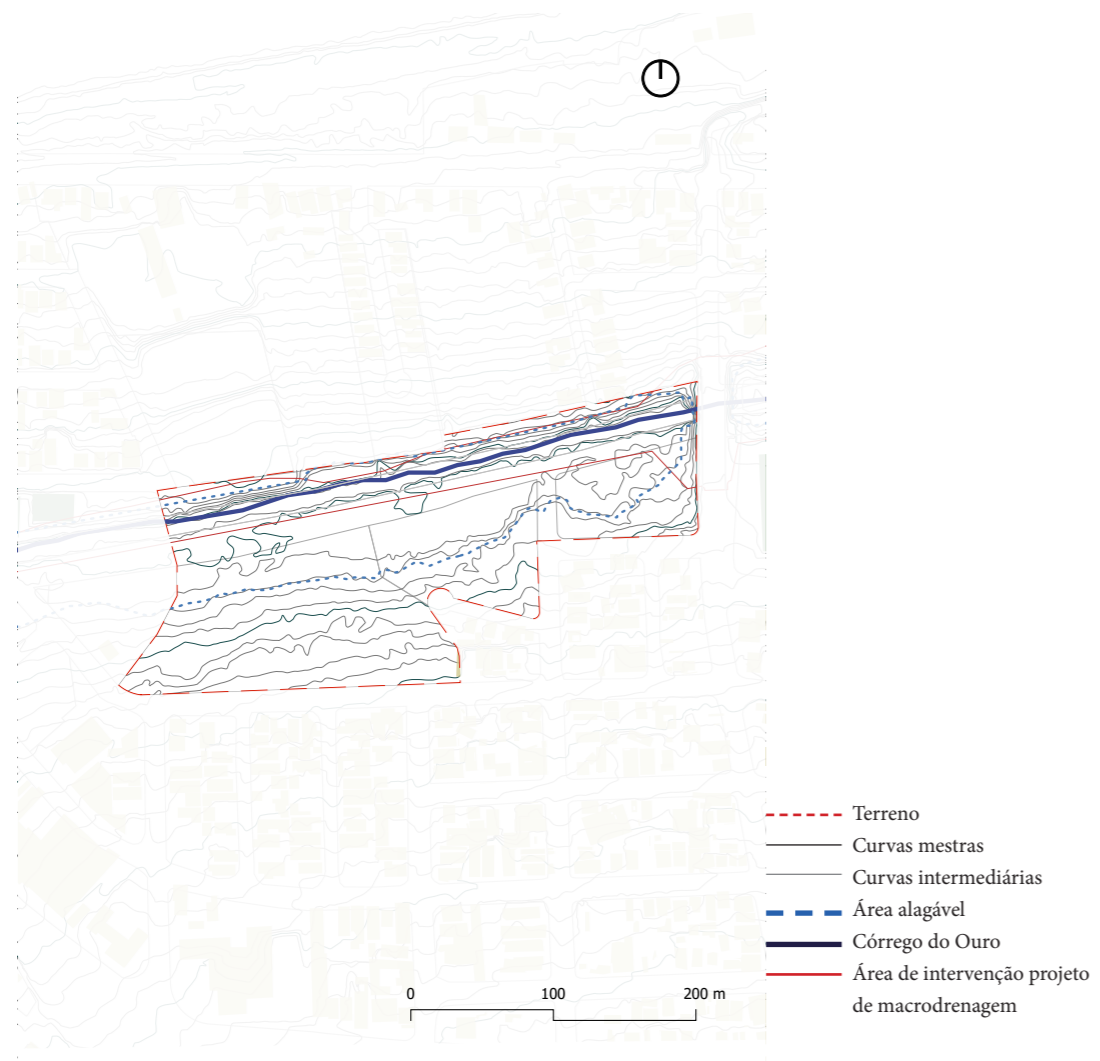 Terreno
Curvas mestras
Curvas intermediárias
Área alagável
Córrego do Ouro
Área de intervenção projeto
de macrodrenagem
0 100 200 m